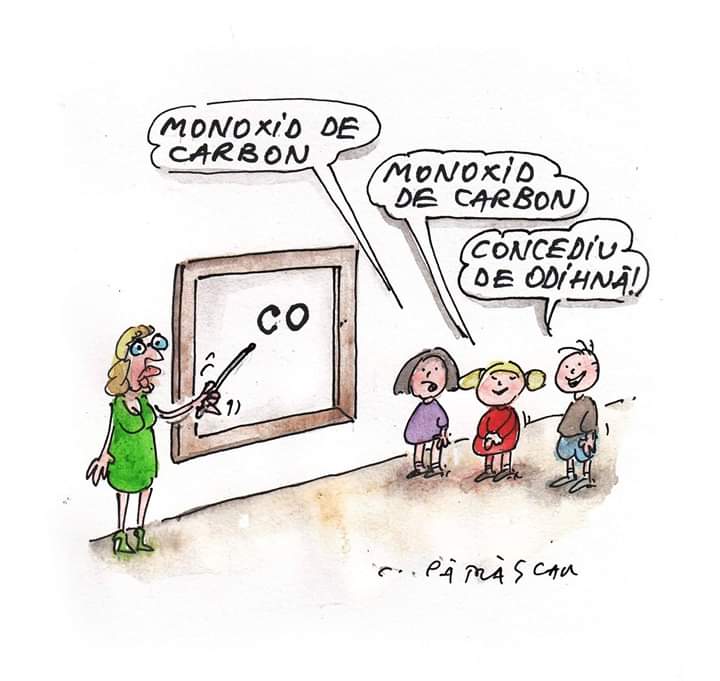 MONOXID DE
CARBON
MONOXID
DE CARBON
CONCEDIU
DE ODIHNĂ!
CO
PĂTRĂȘCAN